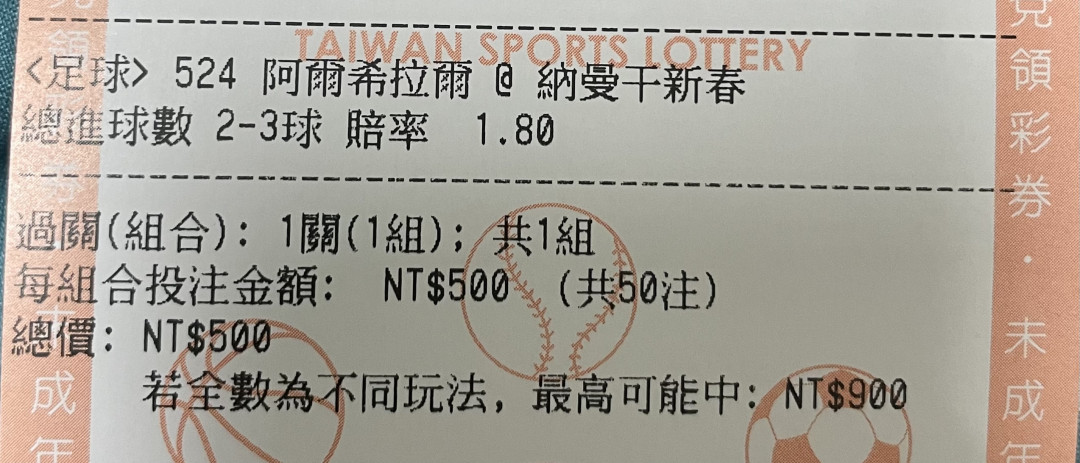 TAIWAN SPORTS LOTTERY
<足球> 524 阿爾希拉爾 @ 納曼干新春
總進球數 2-3球 賠率 1.80
過關(組合): 1關(1組); 共1組
每組合投注金額: NT$500 (共50注)
總價: NT$500
若全數為不同玩法, 最高可能中: NT$900
領彩券・未成
成年